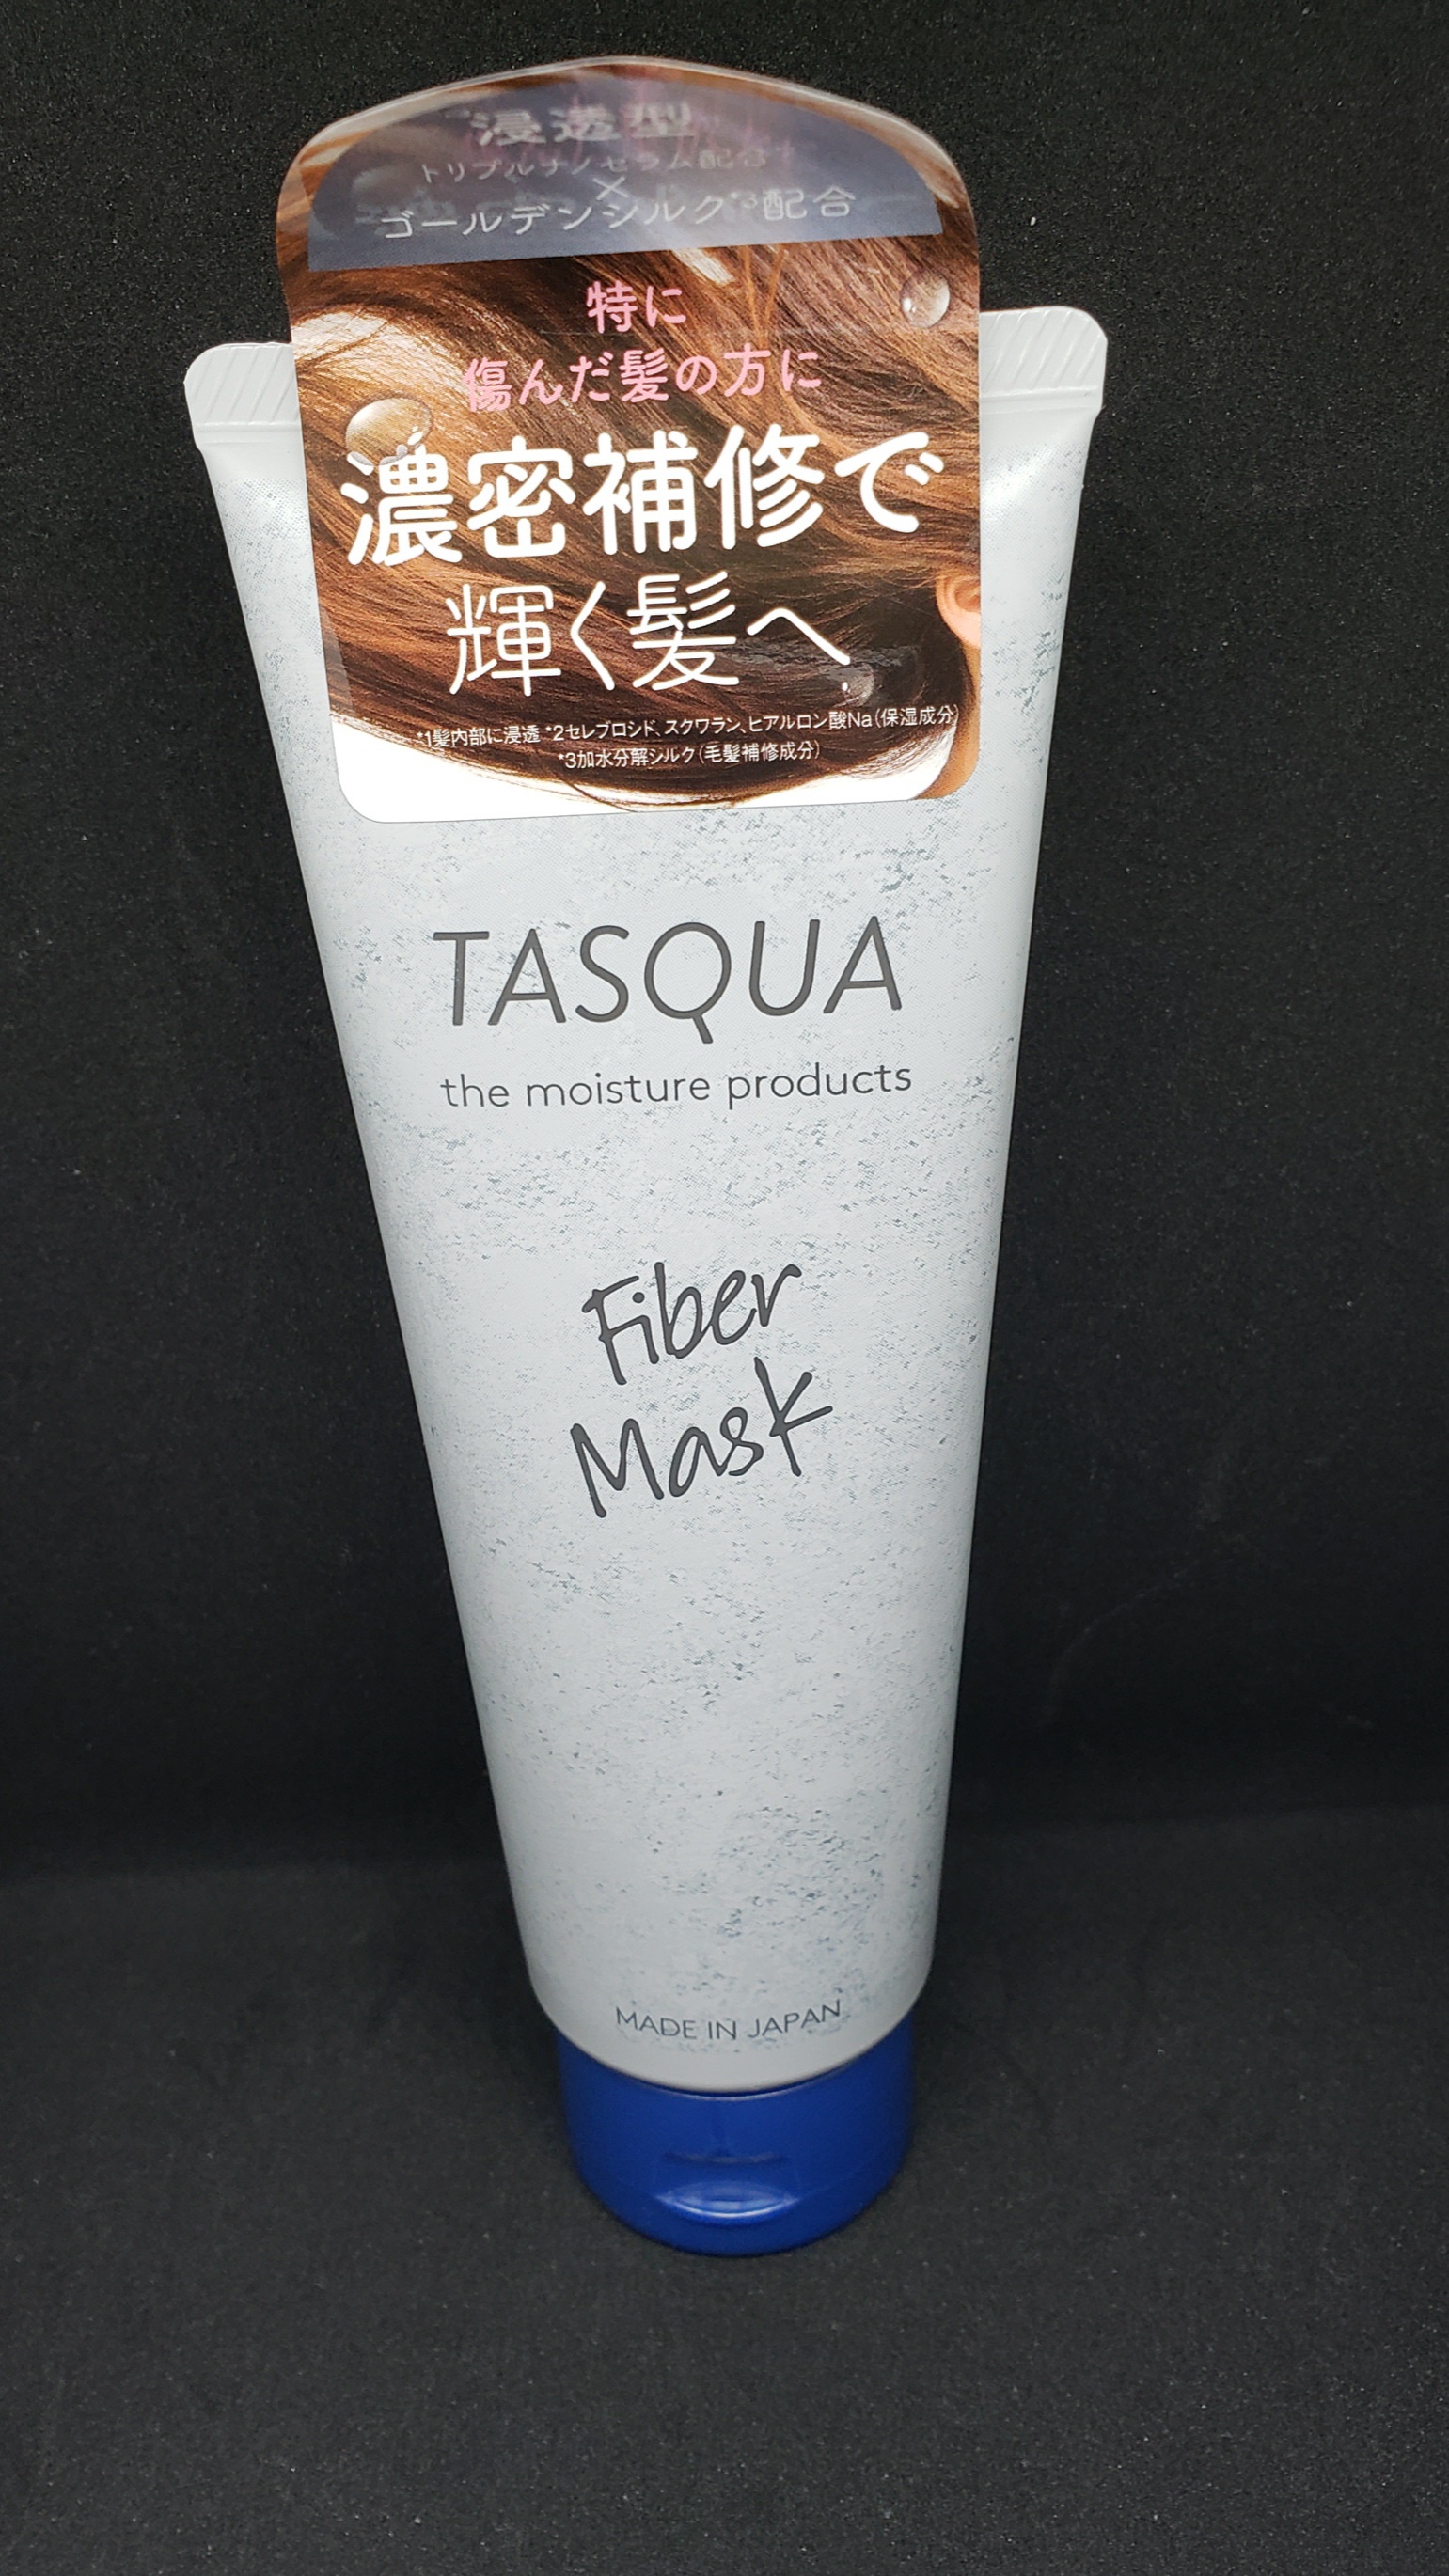 浸透型*1
トリプルナノセラム配合*2
×
ゴールデンシルク*3配合
特に
傷んだ髪の方に
濃密補修で
輝く髪へ
*1髪内部に浸透 *2セレブロシド、スクワラン、ヒアルロン酸Na(保湿成分)
*3加水分解シルク(毛髪補修成分)
TASQUA
the moisture products
Fiber
Mask
MADE IN JAPAN